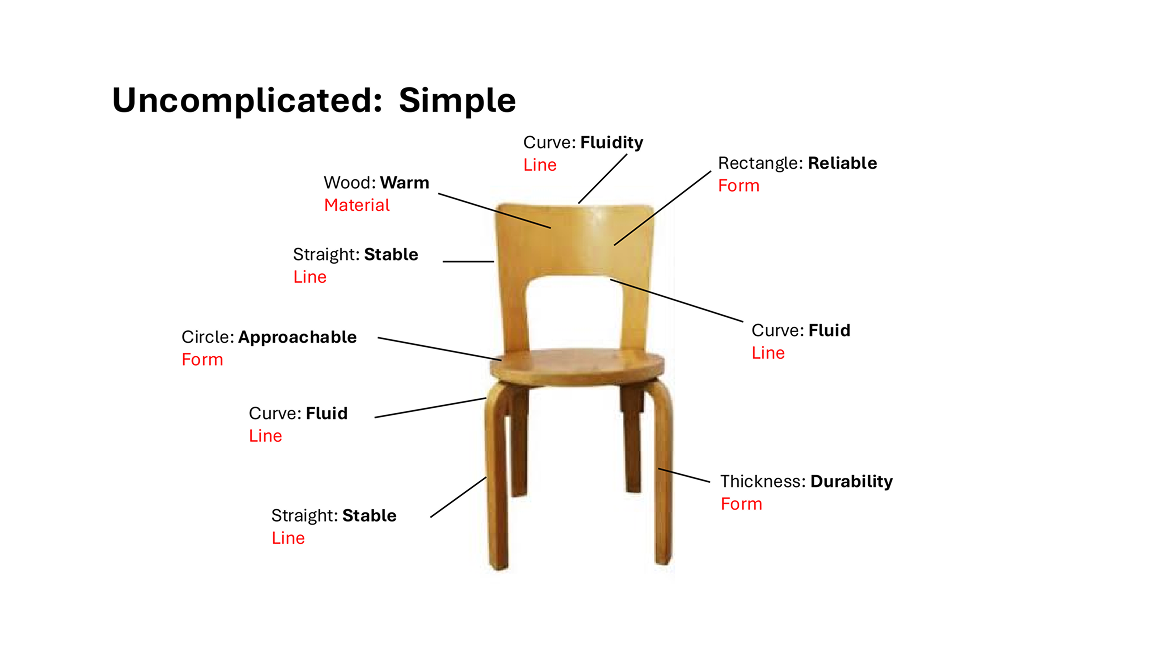 Uncomplicated: Simple
Curve: Fluidity
Line
Rectangle: Reliable
Form
Wood: Warm
Material
Straight: Stable
Line
Curve: Fluid
Line
Circle: Approachable
Form
Curve: Fluid
Line
Thickness: Durability
Form
Straight: Stable
Line